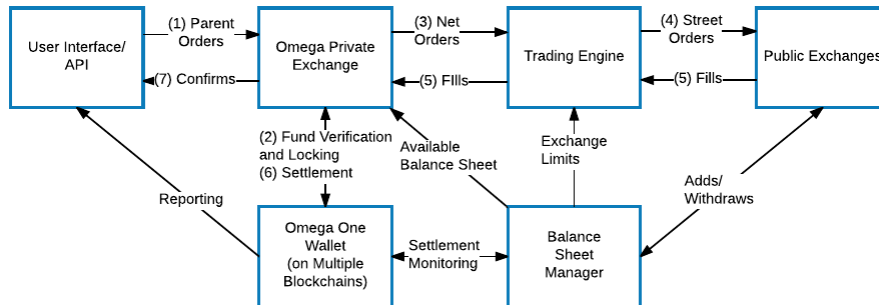 (1) Parent
Orders
(3) Net
Orders
(4) Street
Orders
User Interface/
API
Omega Private
Exchange
Trading Engine
Public Exchanges
(7) Confirms
(5) FIlls
(5) Fills
(2) Fund Verification
and Locking
(6) Settlement
Available
Balance Sheet
Exchange
Limits
Reporting
Adds/
Withdraws
Omega One
Wallet
(on Multiple
Blockchains)
Settlement
Monitoring
Balance
Sheet
Manager